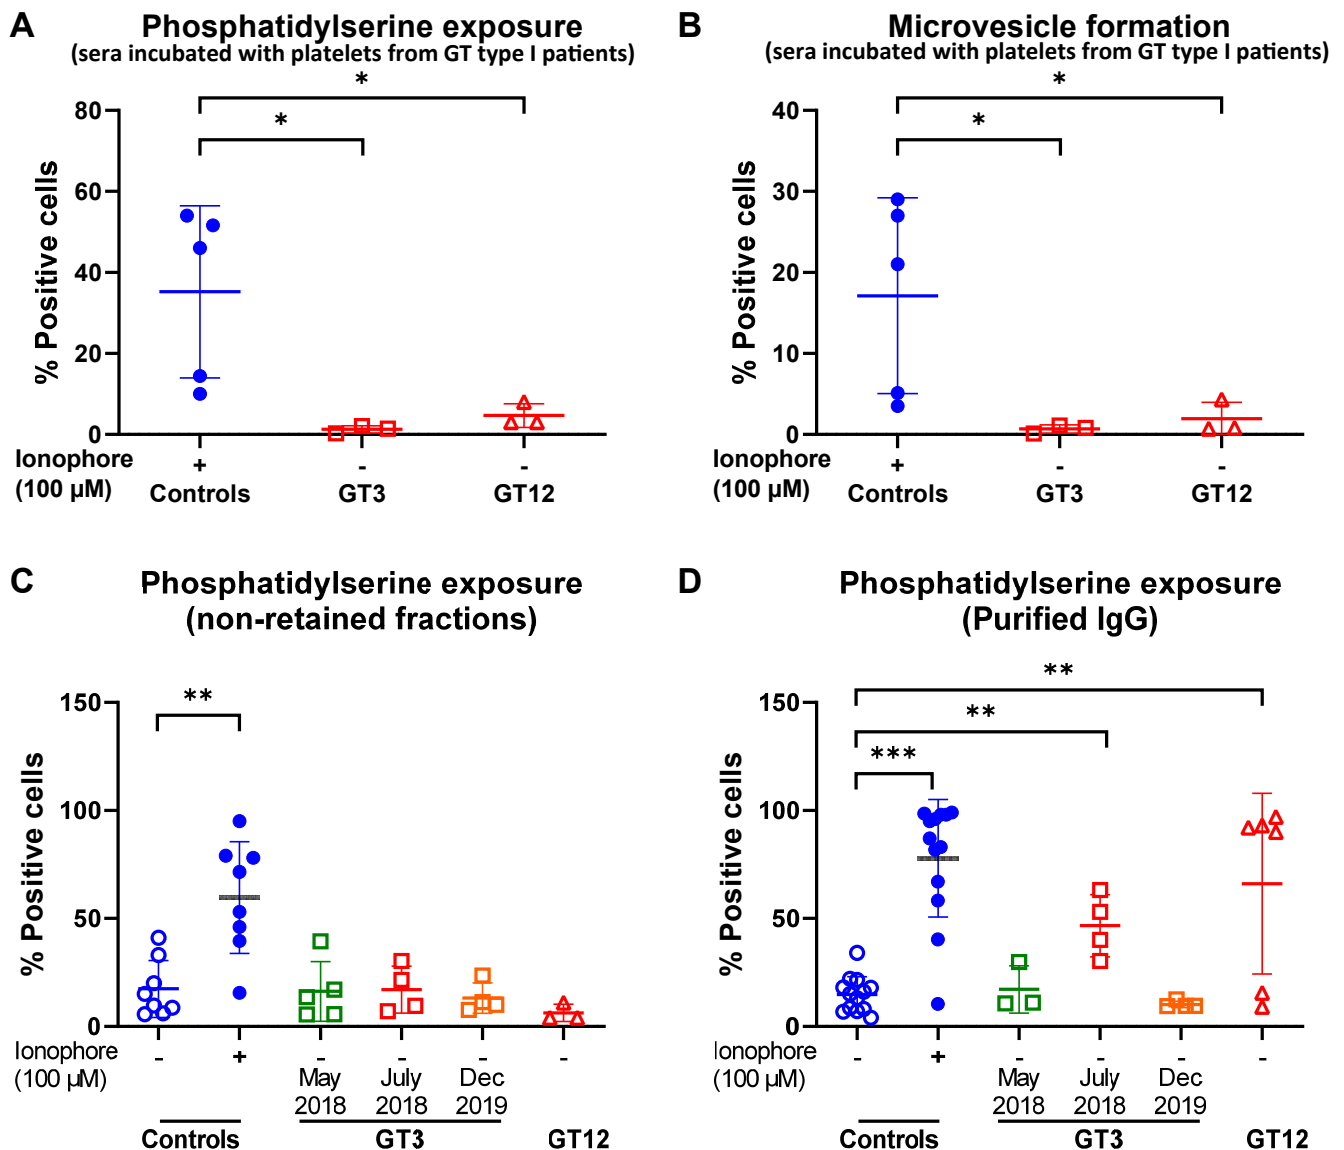 A
Phosphatidylserine exposure
(sera incubated with platelets from GT type I patients)
*
*
80
60
40
20
0
% Positive cells
Ionophore
(100 µM)
+
-
-
Controls
GT3
GT12
B
Microvesicle formation
(sera incubated with platelets from GT type I patients)
*
*
40
30
20
10
0
% Positive cells
Ionophore
(100 µM)
+
-
-
Controls
GT3
GT12
C
Phosphatidylserine exposure
(non-retained fractions)
**
150
100
50
0
% Positive cells
Ionophore
(100 µM)
-
+
-
-
-
-
May
2018
July
2018
Dec
2019
Controls
GT3
GT12
D
Phosphatidylserine exposure
(Purified IgG)
**
**
***
150
100
50
0
% Positive cells
Ionophore
(100 µM)
-
+
-
-
-
-
May
2018
July
2018
Dec
2019
Controls
GT3
GT12